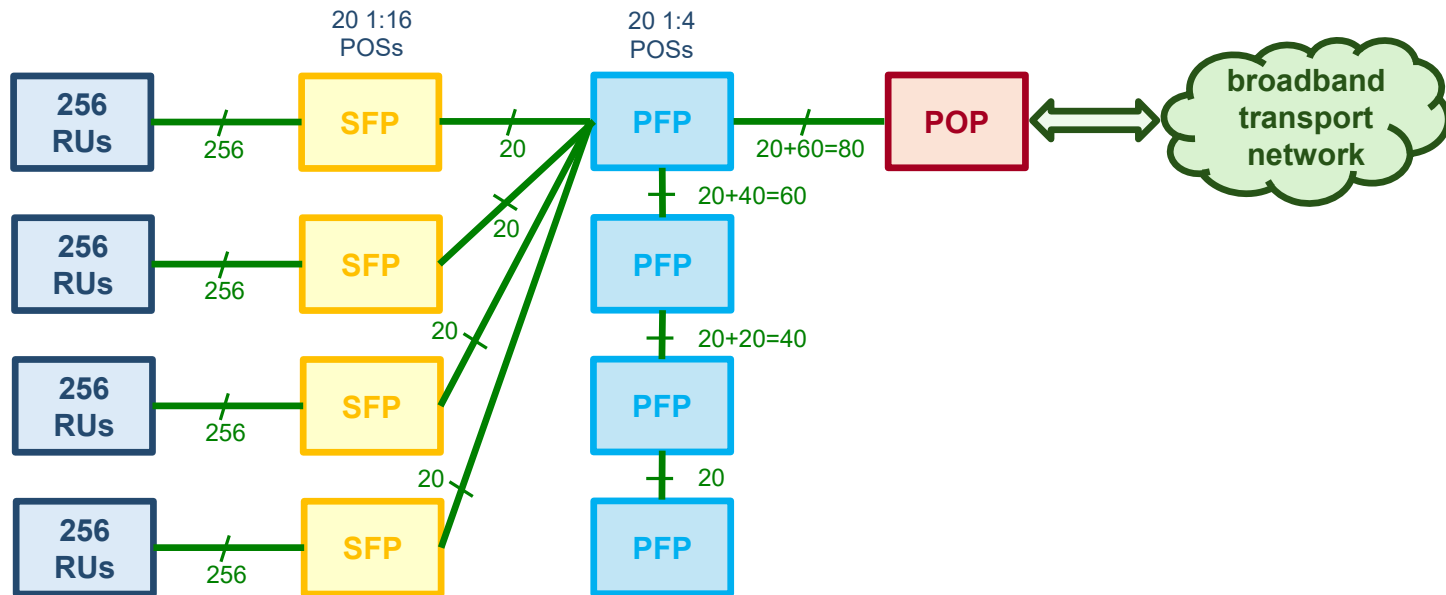 20 1:16
POSs
20 1:4
POSs
256
RUs
256
SFP
20
PFP
20+60=80
POP
broadband
transport
network
20+40=60
256
RUs
256
SFP
20
PFP
20+20=40
256
RUs
256
SFP
20
PFP
20
256
RUs
256
SFP
20
PFP